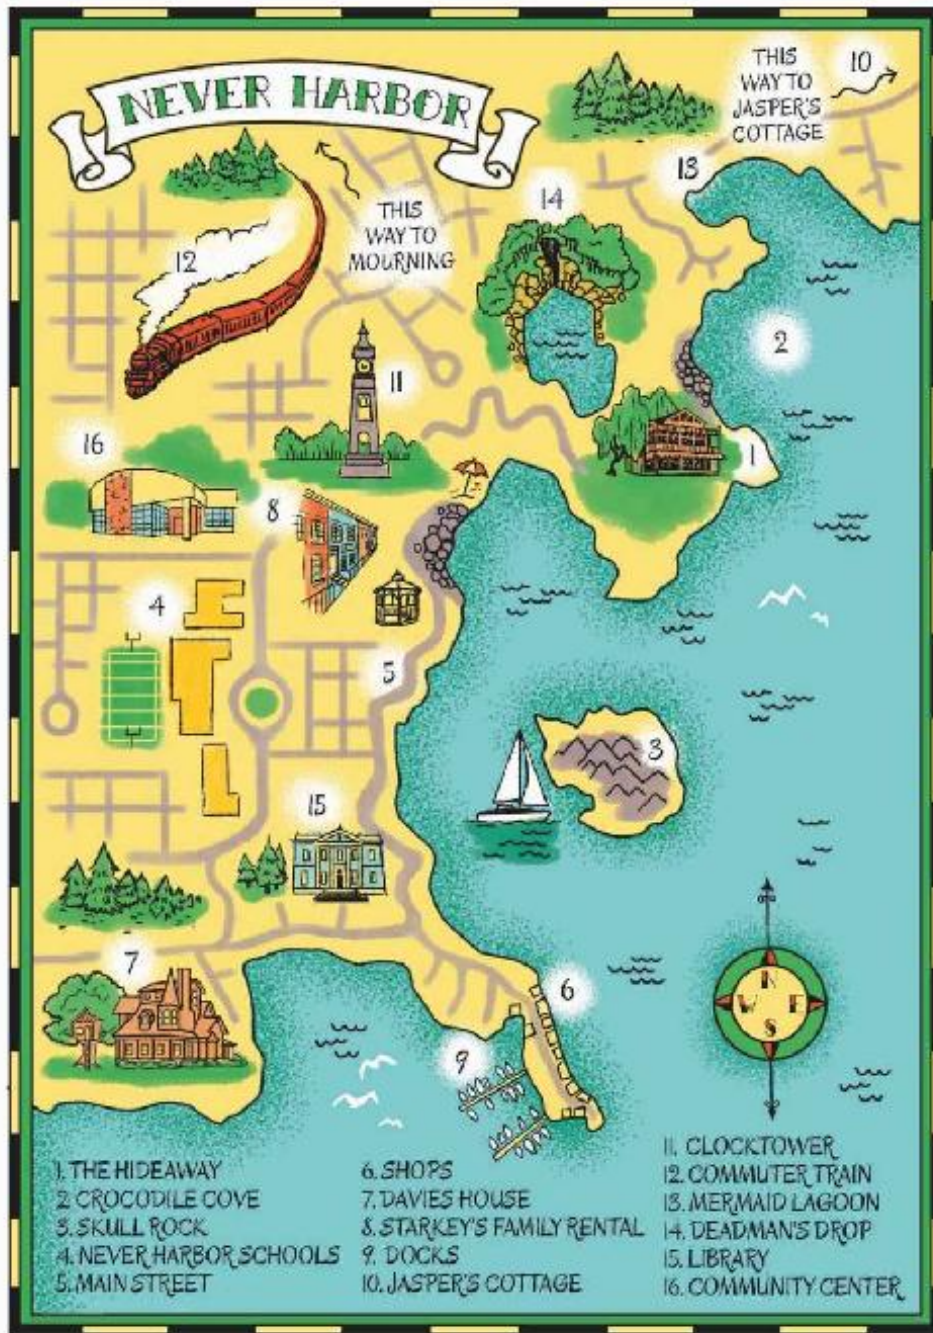 NEVER HARBOR
THIS
WAY TO
JASPER'S
COTTAGE
10
13
14
THIS
WAY TO
MOURNING
12
2
11
16
1
8
4
5
3
15
7
6
9
N
W E
S
1. THE HIDEAWAY
2. CROCODILE COVE
3. SKULL ROCK
4. NEVER HARBOR SCHOOLS
5. MAIN STREET
6. SHOPS
7. DAVIES HOUSE
8. STARKEY'S FAMILY RENTAL
9. DOCKS
10. JASPER'S COTTAGE
11. CLOCKTOWER
12. COMMUTER TRAIN
13. MERMAID LAGOON
14. DEADMAN'S DROP
15. LIBRARY
16. COMMUNITY CENTER